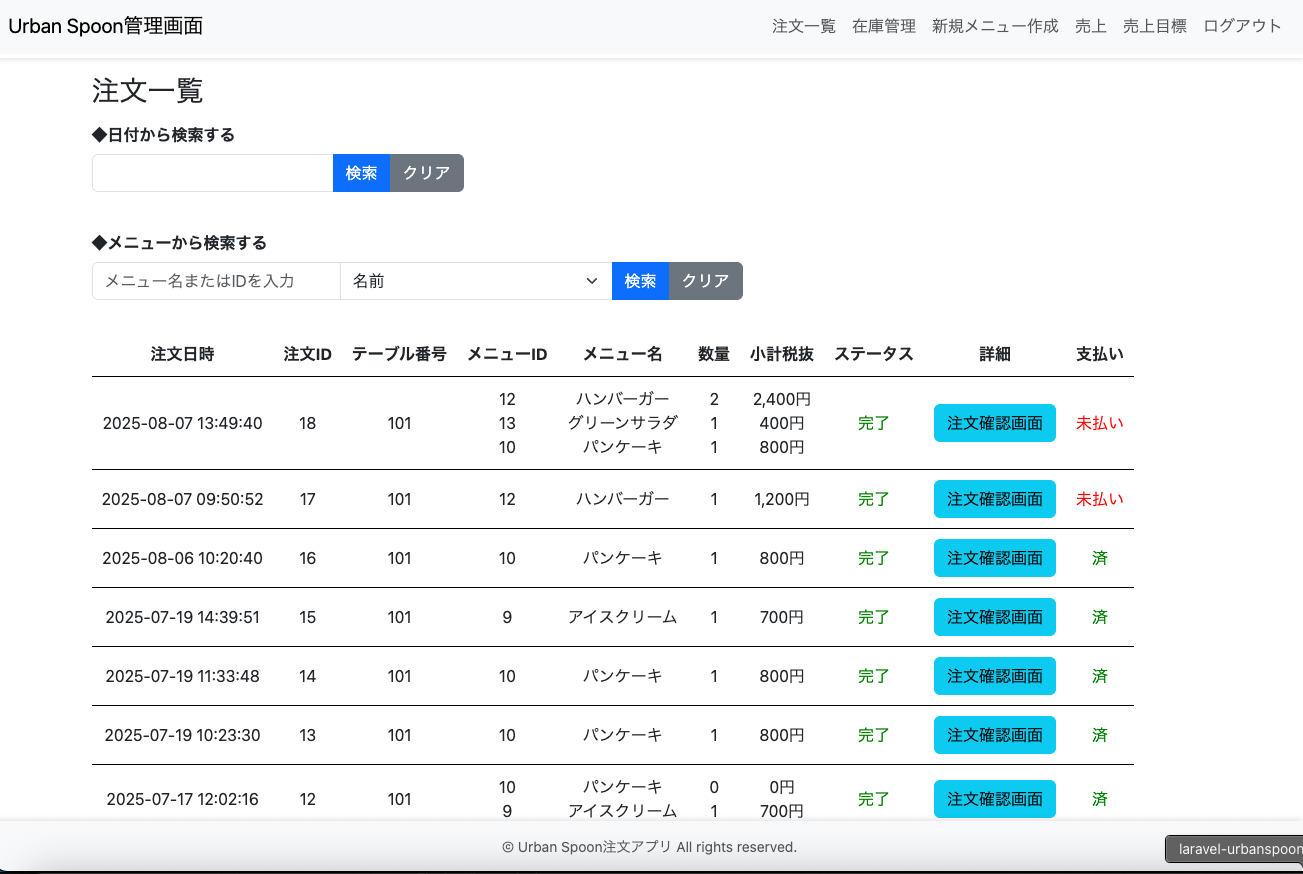 Urban Spoon管理画面 注文一覧 在庫管理 新規メニュー作成 売上 売上目標 ログアウト
注文一覧
◆日付から検索する
検索 クリア
◆メニューから検索する
メニュー名またはIDを入力 名前 検索 クリア
注文日時 注文ID テーブル番号 メニューID メニュー名 数量 小計税抜 ステータス 詳細 支払い
12 ハンバーガー 2 2,400円
2025-08-07 13:49:40 18 101 13 グリーンサラダ 1 400円 完了 注文確認画面 未払い
10 パンケーキ 1 800円
2025-08-07 09:50:52 17 101 12 ハンバーガー 1 1,200円 完了 注文確認画面 未払い
2025-08-06 10:20:40 16 101 10 パンケーキ 1 800円 完了 注文確認画面 済
2025-07-19 14:39:51 15 101 9 アイスクリーム 1 700円 完了 注文確認画面 済
2025-07-19 11:33:48 14 101 10 パンケーキ 1 800円 完了 注文確認画面 済
2025-07-19 10:23:30 13 101 10 パンケーキ 1 800円 完了 注文確認画面 済
10 パンケーキ 0 0円
2025-07-17 12:02:16 12 101 完了 注文確認画面 済
9 アイスクリーム 1 700円
© Urban Spoon注文アプリ All rights reserved.
laravel-urbanspoon